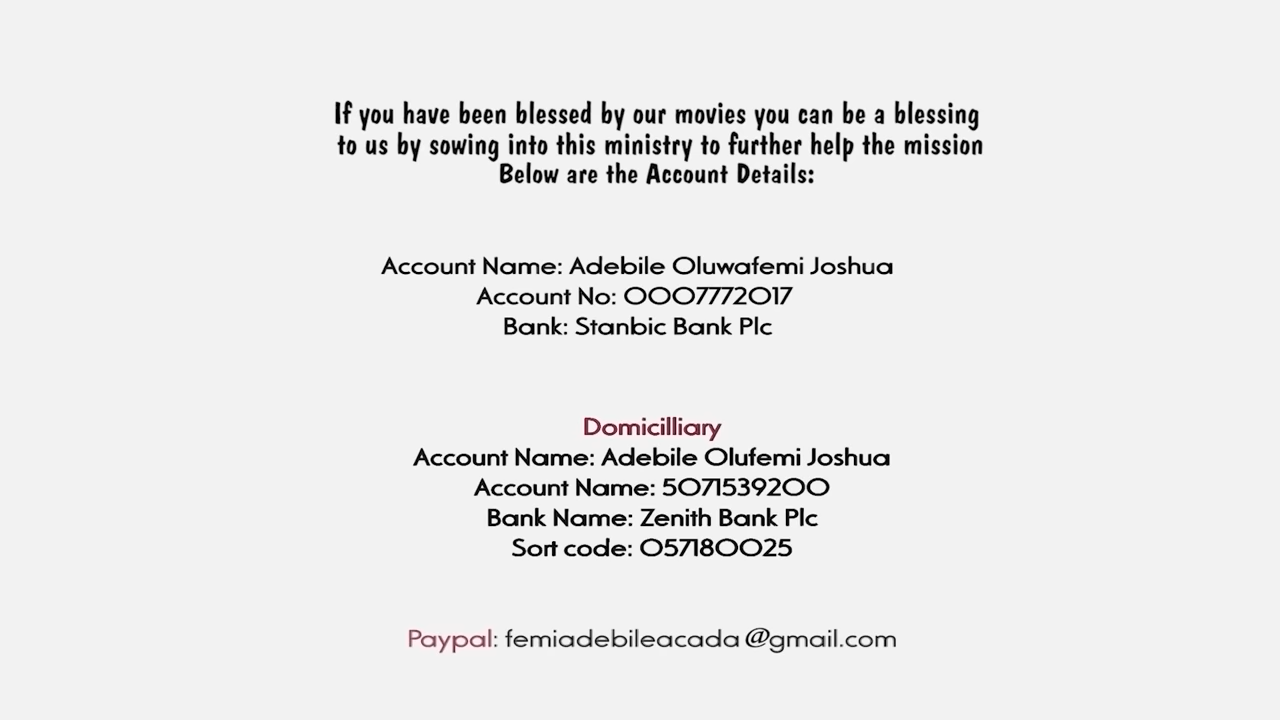 If you have been blessed by our movies you can be a blessing
to us by sowing into this ministry to further help the mission
Below are the Account Details:
Account Name: Adebile Oluwafemi Joshua
Account No: 0007772017
Bank: Stanbic Bank Plc
Domicilliary
Account Name: Adebile Olufemi Joshua
Account Name: 5071539200
Bank Name: Zenith Bank Plc
Sort code: 057180025
Paypal: femiadebileacada@gmail.com